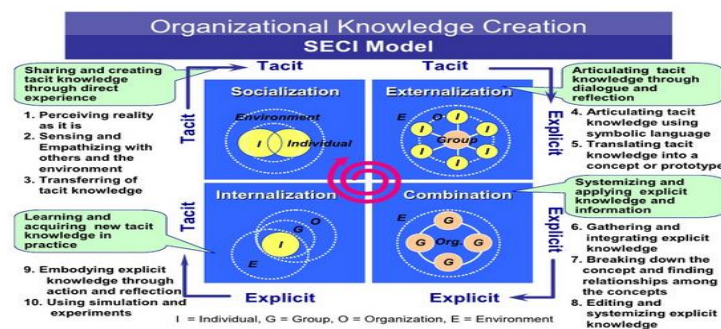 Organizational Knowledge Creation
SECI Model
Tacit
Tacit
Sharing and creating
tacit knowledge
through direct
experience
1. Perceiving reality
as it is
2. Sensing and
Empathizing with
others and the
environment
3. Transferring of
tacit knowledge
Tacit
Socialization
Environment
I
Individual
Externalization
E
O
I
I
I
Group
I
I
I
Explicit
Articulating tacit
knowledge through
dialogue and
reflection
4. Articulating tacit
knowledge using
symbolic language
5. Translating tacit
knowledge into a
concept or prototype
Learning and
acquiring new tacit
knowledge in
practice
9. Embodying explicit
knowledge through
action and reflection
10. Using simulation and
experiments
Tacit
Internalization
O
G
I
E
Combination
E
G
G
Org.
G
G
Explicit
Systemizing and
applying explicit
knowledge and
information
6. Gathering and
integrating explicit
knowledge
7. Breaking down the
concept and finding
relationships among
the concepts
8. Editing and
systemizing explicit
knowledge
Explicit
Explicit
I = Individual, G = Group, O = Organization, E = Environment